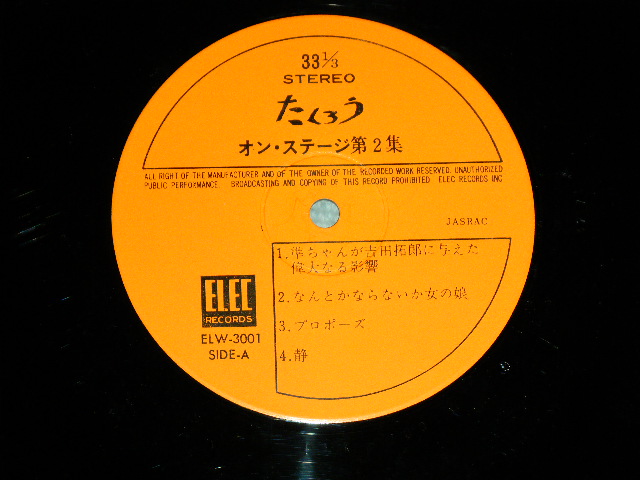 33 1/3
STEREO
たくろう
オン・ステージ第2集
ALL RIGHT OF THE MANUFACTURER AND OF THE OWNER OF THE RECORDED WORK RESERVED. UNAUTHORIZED
PUBLIC PERFORMANCE. BROADCASTING AND COPYING OF THIS RECORD PROHIBITED. ELEC RECORDS INC
JASRAC
1.準ちゃんが吉田拓郎に与えた
偉大なる影響
2.なんとかならないか女の娘
3.プロポーズ
4.静
ELEC
RECORDS
ELW-3001
SIDE-A